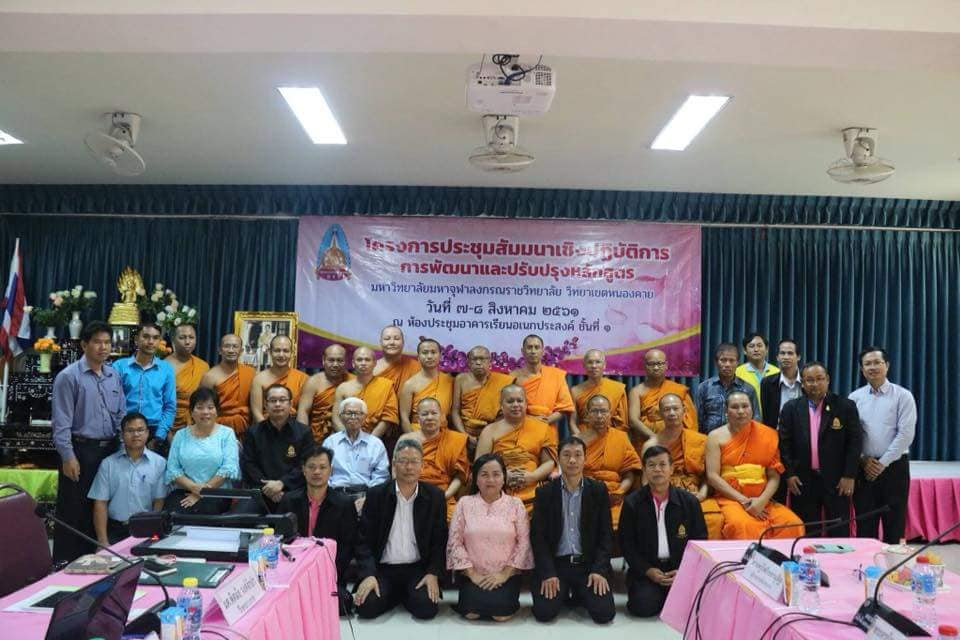 โครงการประชุมสัมมนาเชิงปฏิบัติการ
การพัฒนาและปรับปรุงหลักสูตร
มหาวิทยาลัยมหาจุฬาลงกรณราชวิทยาลัย วิทยาเขตหนองคาย
วันที่ ๗-๘ สิงหาคม ๒๕๖๑
ณ ห้องประชุมอาคารเรียนอเนกประสงค์ ชั้นที่ ๑